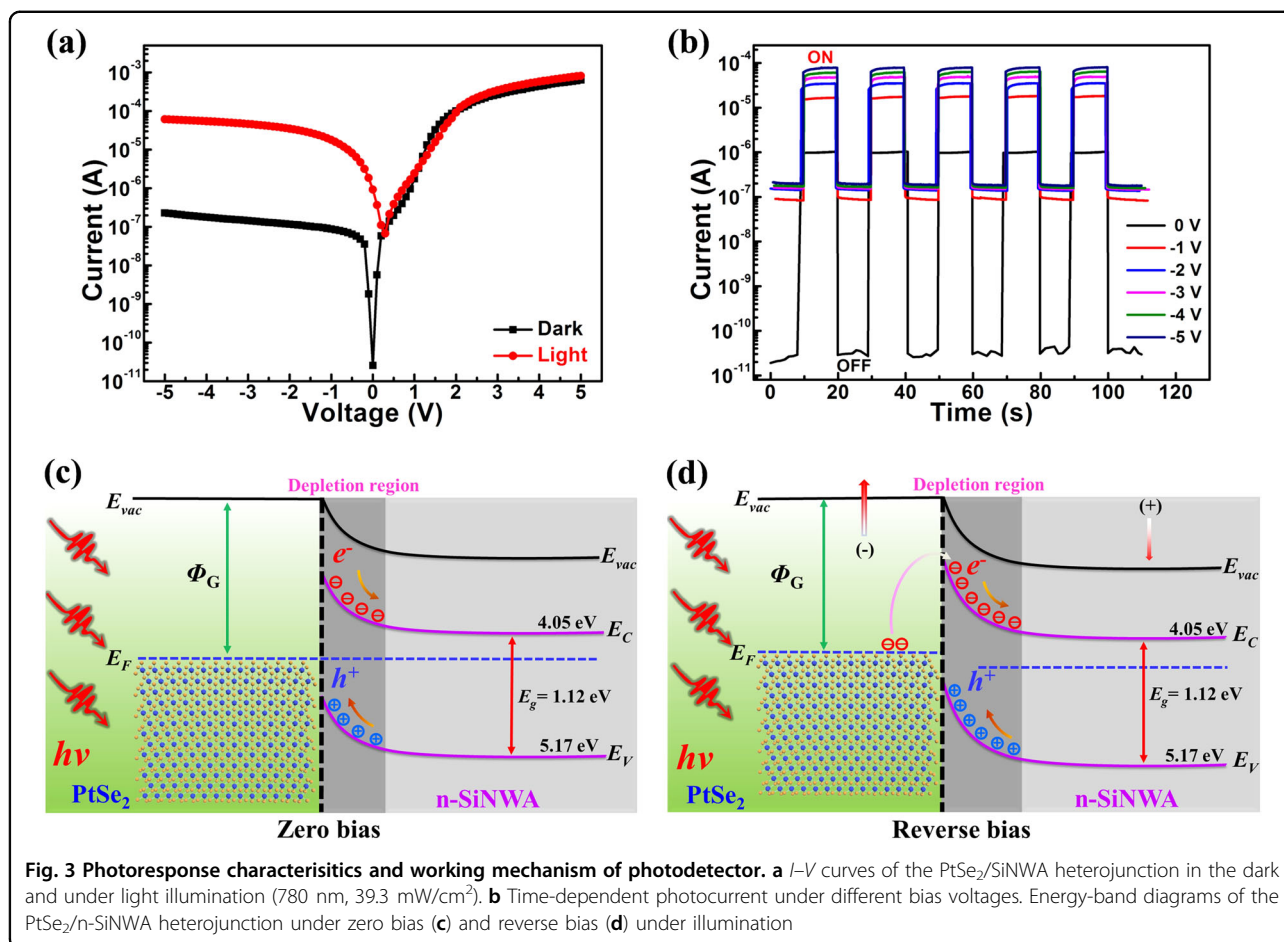 (a)
Current (A)
10⁻³
10⁻⁴
10⁻⁵
10⁻⁶
10⁻⁷
10⁻⁸
10⁻⁹
10⁻¹⁰
10⁻¹¹
Dark
Light
-5 -4 -3 -2 -1 0 1 2 3 4 5
Voltage (V)
(b)
Current (A)
10⁻⁴
10⁻⁵
10⁻⁶
10⁻⁷
10⁻⁸
10⁻⁹
10⁻¹⁰
10⁻¹¹
ON
OFF
0 V
-1 V
-2 V
-3 V
-4 V
-5 V
0 20 40 60 80 100 120
Time (s)
(c)
Depletion region
E_vac
Φ_G
e⁻
E_vac
4.05 eV E_C
E_F
h⁺
E_g = 1.12 eV
5.17 eV E_V
hν
PtSe₂
n-SiNWA
Zero bias
(d)
Depletion region
E_vac
(-)
(+)
Φ_G
e⁻
E_vac
4.05 eV E_C
E_F
h⁺
E_g = 1.12 eV
5.17 eV E_V
hν
PtSe₂
n-SiNWA
Reverse bias
Fig. 3 Photoresponse characterisitics and working mechanism of photodetector. a I–V curves of the PtSe₂/SiNWA heterojunction in the dark
and under light illumination (780 nm, 39.3 mW/cm²). b Time-dependent photocurrent under different bias voltages. Energy-band diagrams of the
PtSe₂/n-SiNWA heterojunction under zero bias (c) and reverse bias (d) under illumination